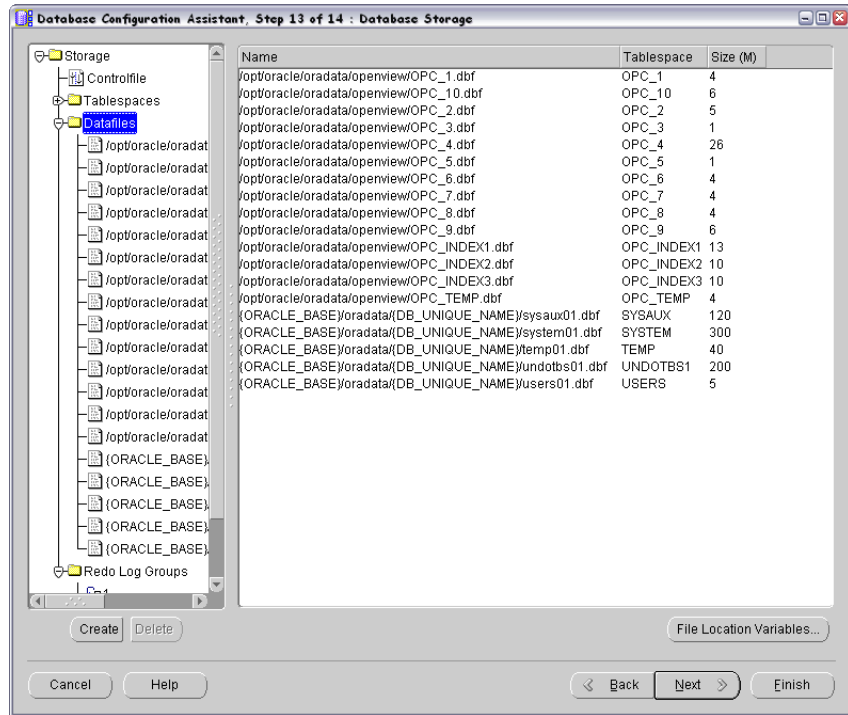 Database Configuration Assistant, Step 13 of 14 : Database Storage
Storage
Controlfile
Tablespaces
Datafiles
/opt/oracle/oradat
/opt/oracle/oradat
/opt/oracle/oradat
/opt/oracle/oradat
/opt/oracle/oradat
/opt/oracle/oradat
/opt/oracle/oradat
/opt/oracle/oradat
/opt/oracle/oradat
/opt/oracle/oradat
/opt/oracle/oradat
/opt/oracle/oradat
/opt/oracle/oradat
/opt/oracle/oradat
{ORACLE_BASE}
{ORACLE_BASE}
{ORACLE_BASE}
{ORACLE_BASE}
{ORACLE_BASE}
Redo Log Groups
1
Name Tablespace Size (M)
/opt/oracle/oradata/openview/OPC_1.dbf OPC_1 4
/opt/oracle/oradata/openview/OPC_10.dbf OPC_10 6
/opt/oracle/oradata/openview/OPC_2.dbf OPC_2 5
/opt/oracle/oradata/openview/OPC_3.dbf OPC_3 1
/opt/oracle/oradata/openview/OPC_4.dbf OPC_4 26
/opt/oracle/oradata/openview/OPC_5.dbf OPC_5 1
/opt/oracle/oradata/openview/OPC_6.dbf OPC_6 4
/opt/oracle/oradata/openview/OPC_7.dbf OPC_7 4
/opt/oracle/oradata/openview/OPC_8.dbf OPC_8 4
/opt/oracle/oradata/openview/OPC_9.dbf OPC_9 6
/opt/oracle/oradata/openview/OPC_INDEX1.dbf OPC_INDEX1 13
/opt/oracle/oradata/openview/OPC_INDEX2.dbf OPC_INDEX2 10
/opt/oracle/oradata/openview/OPC_INDEX3.dbf OPC_INDEX3 10
/opt/oracle/oradata/openview/OPC_TEMP.dbf OPC_TEMP 4
{ORACLE_BASE}/oradata/{DB_UNIQUE_NAME}/sysaux01.dbf SYSAUX 120
{ORACLE_BASE}/oradata/{DB_UNIQUE_NAME}/system01.dbf SYSTEM 300
{ORACLE_BASE}/oradata/{DB_UNIQUE_NAME}/temp01.dbf TEMP 40
{ORACLE_BASE}/oradata/{DB_UNIQUE_NAME}/undotbs01.dbf UNDOTBS1 200
{ORACLE_BASE}/oradata/{DB_UNIQUE_NAME}/users01.dbf USERS 5
Create Delete File Location Variables...
Cancel Help Back Next Finish